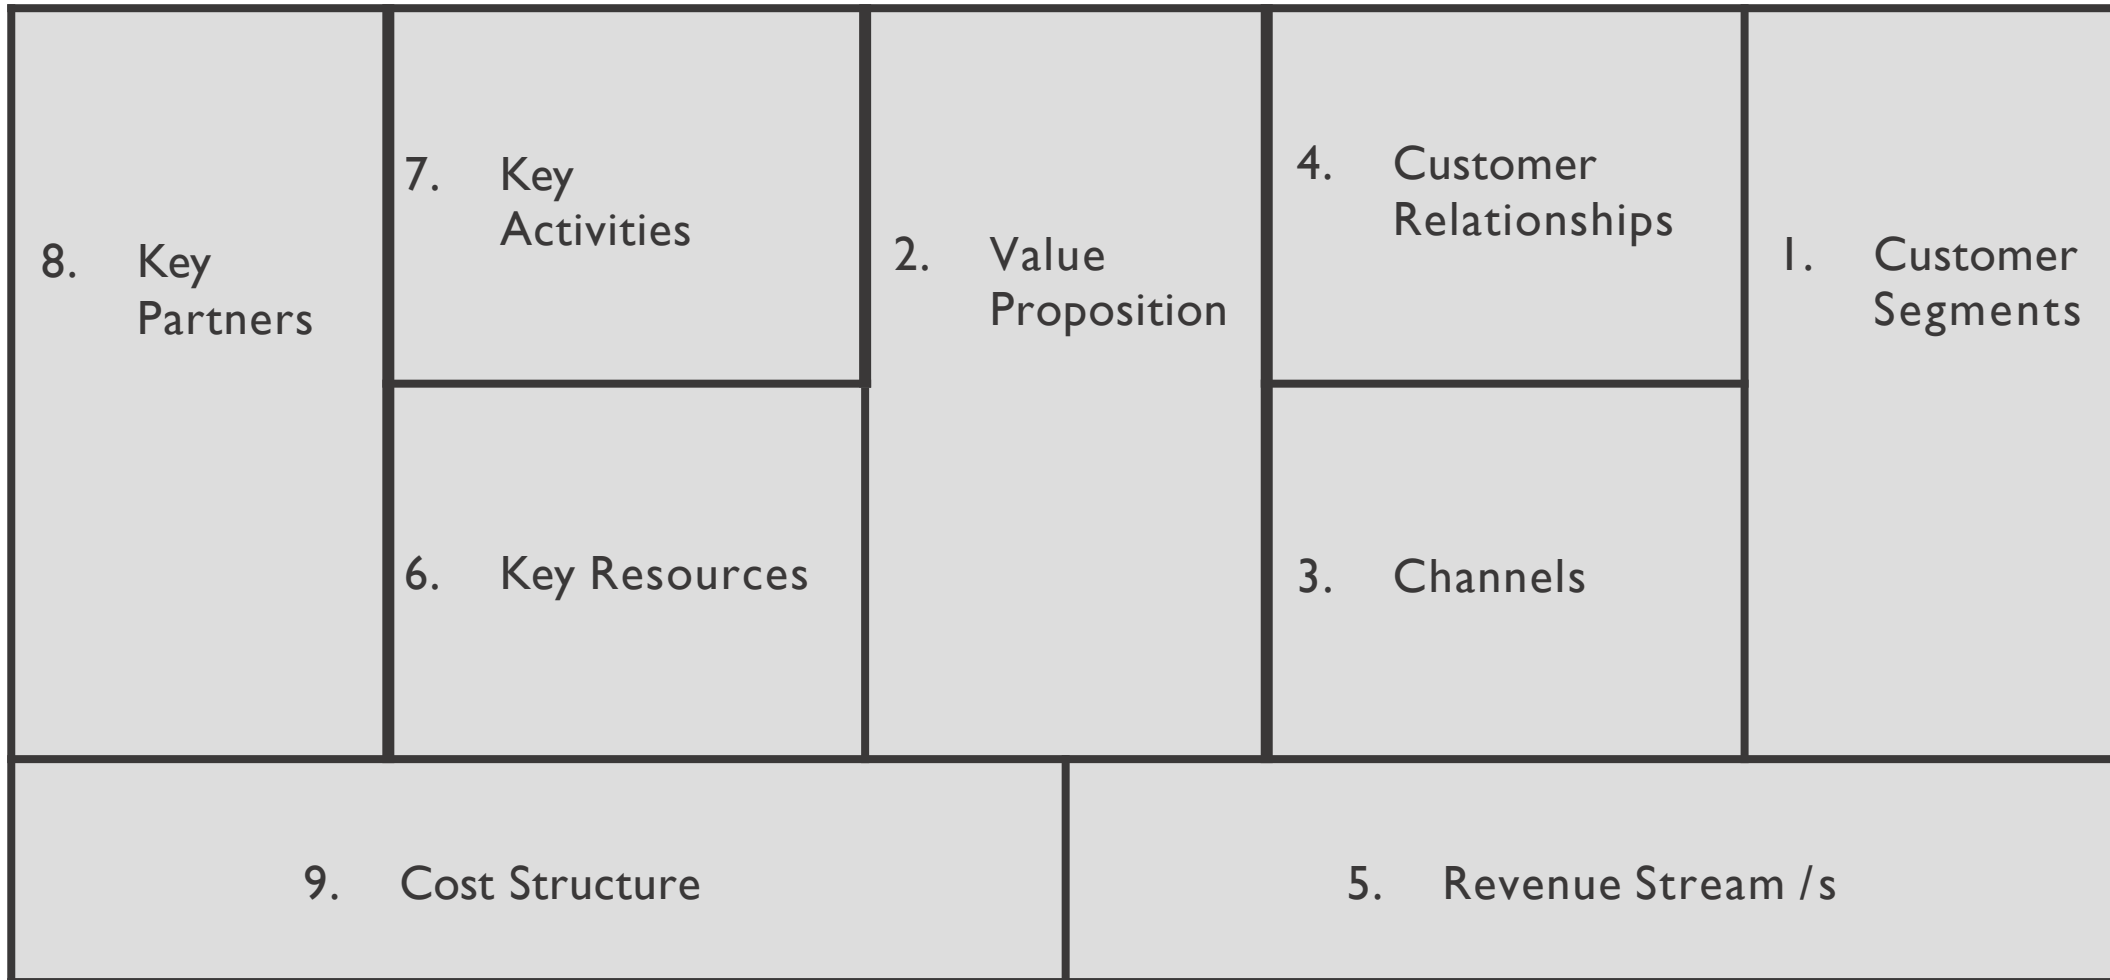 8. Key
Partners
7. Key
Activities
6. Key Resources
2. Value
Proposition
4. Customer
Relationships
3. Channels
1. Customer
Segments
9. Cost Structure
5. Revenue Stream /s